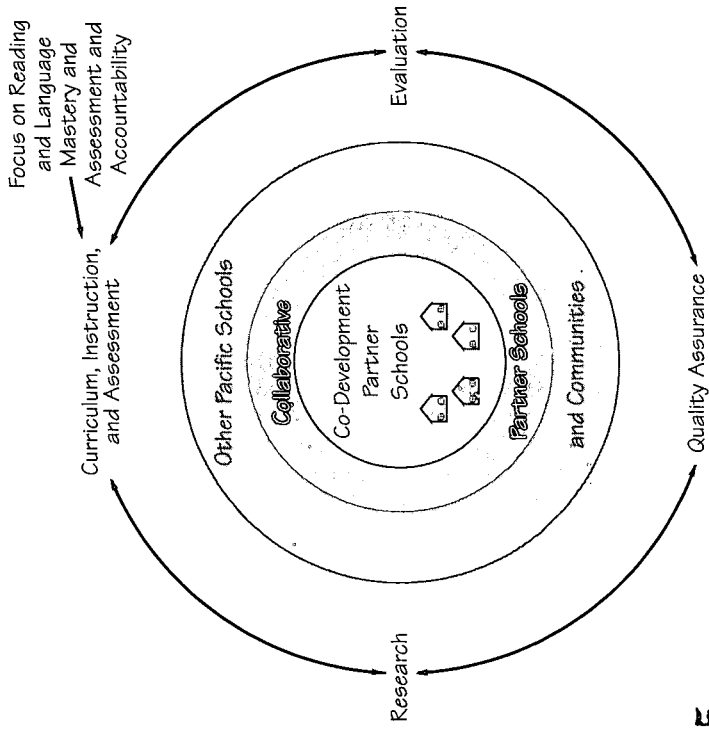 Focus on Reading
and Language
Mastery and
Assessment and
Accountability
Curriculum, Instruction,
and Assessment
Other Pacific Schools
Collaborative
Co-Development
Partner
Schools
Partner Schools
and Communities
Research
Evaluation
Quality Assurance